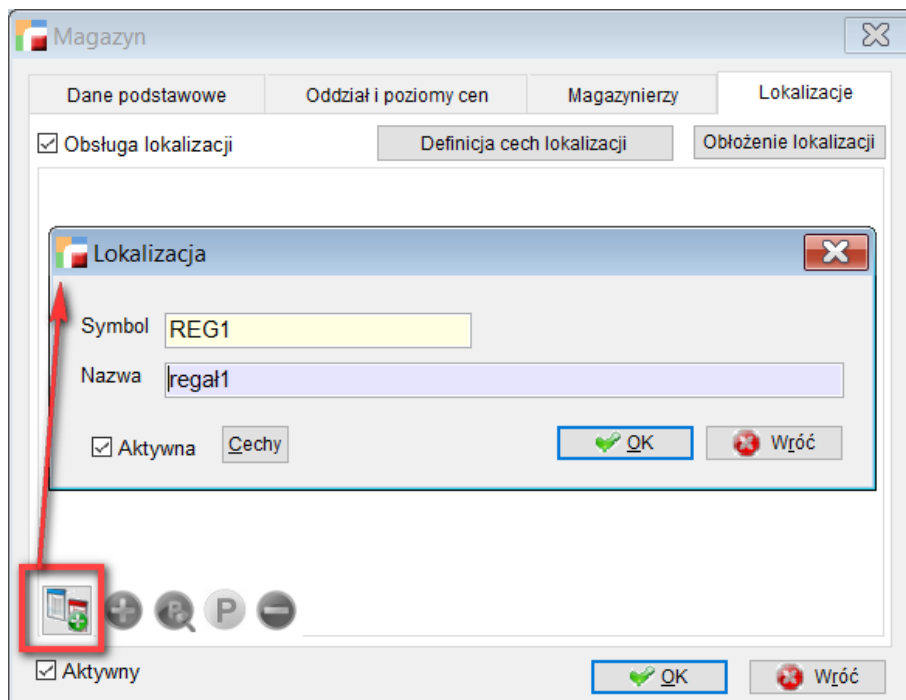 Magazyn
Dane podstawowe Oddział i poziomy cen Magazynierzy Lokalizacje
Obsługa lokalizacji Definicja cech lokalizacji Obłożenie lokalizacji
Lokalizacja
Symbol REG1
Nazwa regał1
Aktywna Cechy OK Wróć
P P
Aktywny OK Wróć